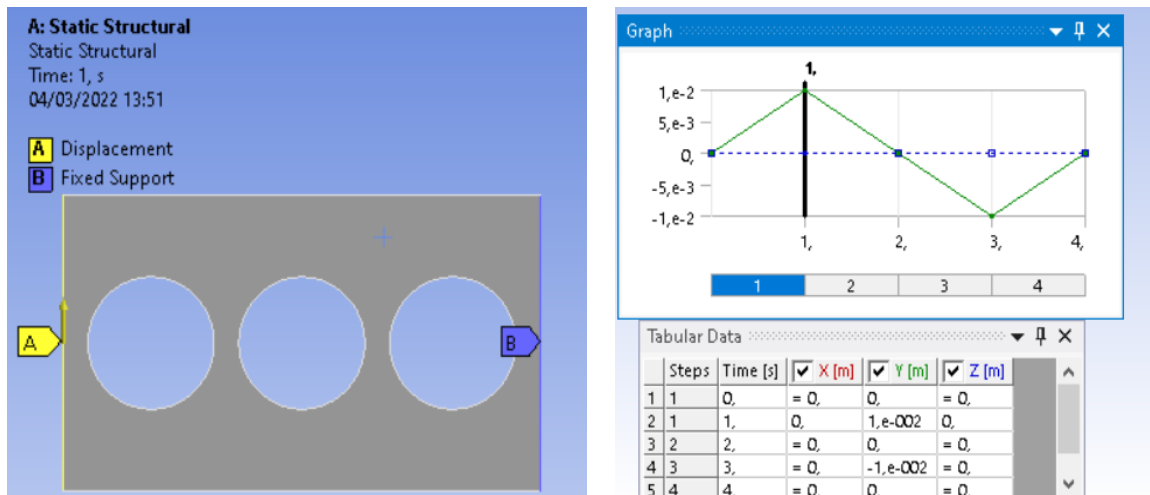 A: Static Structural
Static Structural
Time: 1, s
04/03/2022 13:51
A Displacement
B Fixed Support
A
B
Graph
1,
1,e-2
5,e-3
0,
-5,e-3
-1,e-2
1, 2, 3, 4,
1 2 3 4
Tabular Data
Steps Time [s] X [m] Y [m] Z [m]
1 1 0, = 0, 0, = 0,
2 1 1, 0, 1,e-002 0,
3 2 2, = 0, 0, = 0,
4 3 3, = 0, -1,e-002 = 0,
5 4 4, = 0, 0, = 0,